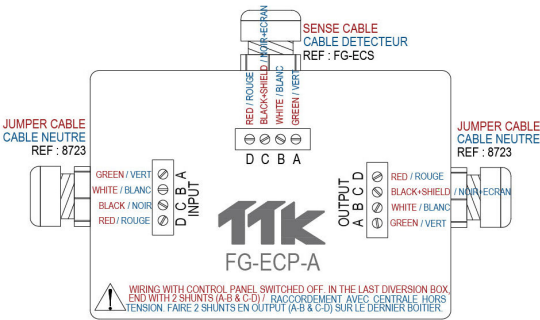 SENSE CABLE
CABLE DETECTEUR
REF : FG-ECS
RED / ROUGE
BLACK+SHIELD / NOIR+ECRAN
WHITE / BLANC
GREEN / VERT
D C B A
JUMPER CABLE
CABLE NEUTRE
REF : 8723
GREEN / VERT
WHITE / BLANC
BLACK / NOIR
RED / ROUGE
D C B A
INPUT
JUMPER CABLE
CABLE NEUTRE
REF : 8723
OUTPUT
A B C D
RED / ROUGE
BLACK+SHIELD / NOIR+ECRAN
WHITE / BLANC
GREEN / VERT
TTK
FG-ECP-A
WIRING WITH CONTROL PANEL SWITCHED OFF. IN THE LAST DIVERSION BOX,
END WITH 2 SHUNTS (A-B & C-D) / RACCORDEMENT AVEC CENTRALE HORS
TENSION. FAIRE 2 SHUNTS EN OUTPUT (A-B & C-D) SUR LE DERNIER BOITIER.